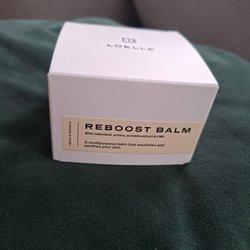 LOELLE
REBOOST BALM
With calendula, arnica, acmella extract & CBD
A multipurpose balm that nourishes and
soothes your skin.